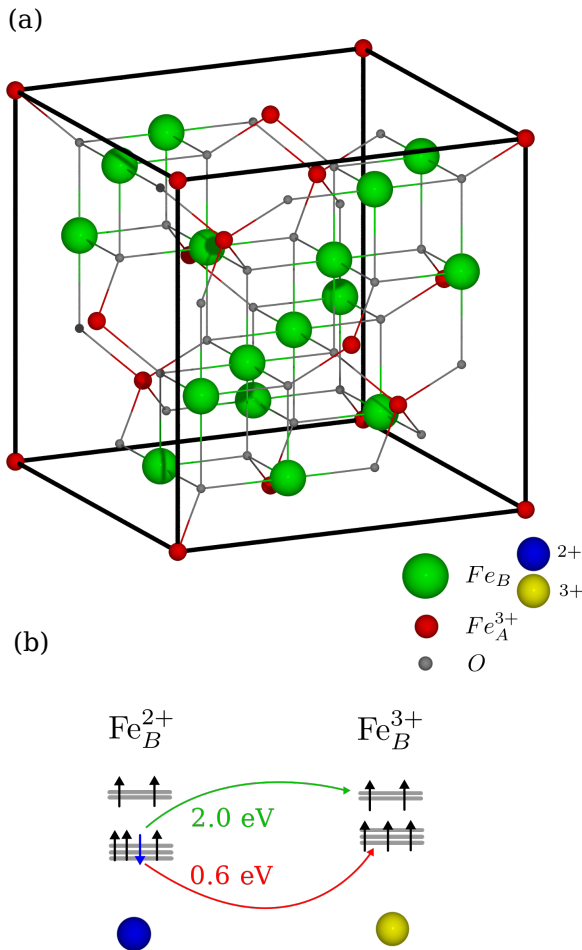 (a)
2+
Fe_B
3+
Fe_A^{3+}
O
(b)
Fe_B^{2+}
Fe_B^{3+}
2.0 eV
0.6 eV